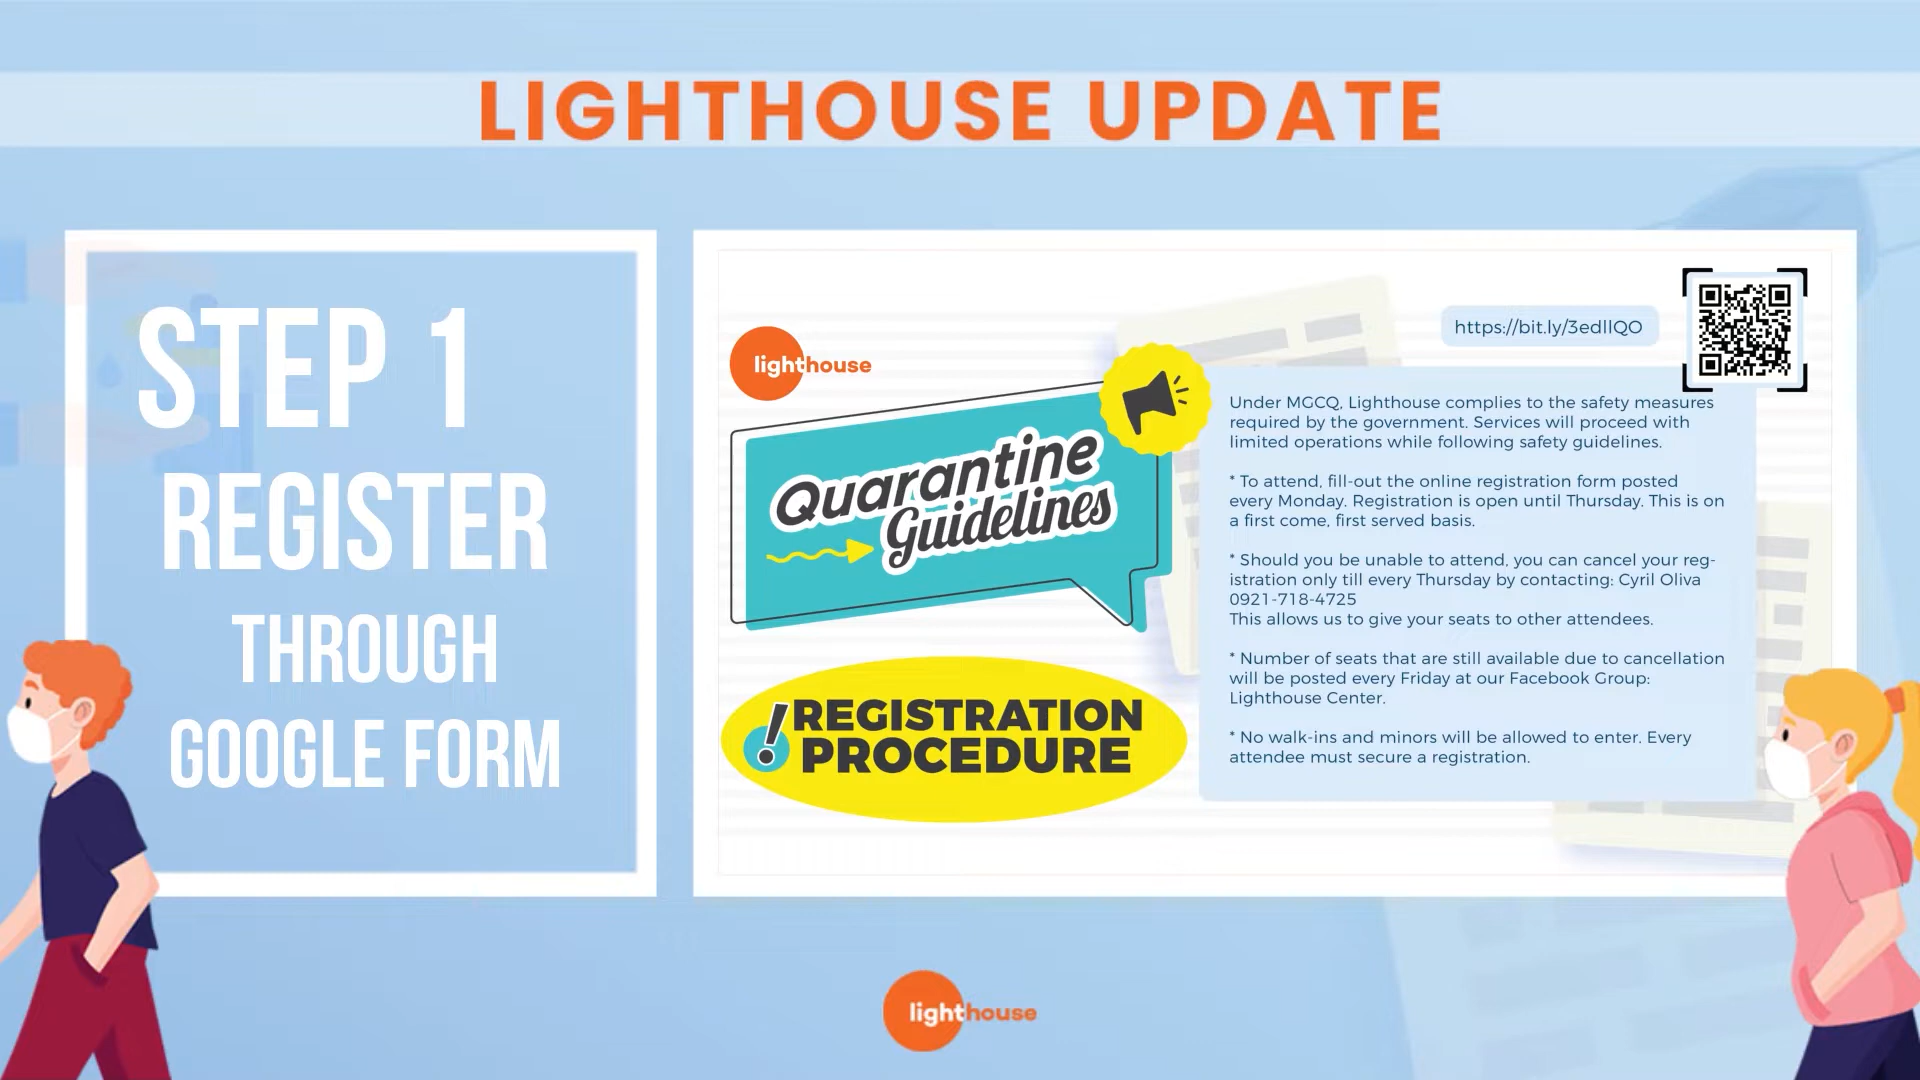 LIGHTHOUSE UPDATE
STEP 1
REGISTER
THROUGH
GOOGLE FORM
lighthouse
Quarantine
Guidelines
! REGISTRATION
PROCEDURE
https://bit.ly/3edllQO
Under MGCQ, Lighthouse complies to the safety measures
required by the government. Services will proceed with
limited operations while following safety guidelines.
* To attend, fill-out the online registration form posted
every Monday. Registration is open until Thursday. This is on
a first come, first served basis.
* Should you be unable to attend, you can cancel your reg-
istration only till every Thursday by contacting: Cyril Oliva
0921-718-4725
This allows us to give your seats to other attendees.
* Number of seats that are still available due to cancellation
will be posted every Friday at our Facebook Group:
Lighthouse Center.
* No walk-ins and minors will be allowed to enter. Every
attendee must secure a registration.
lighthouse